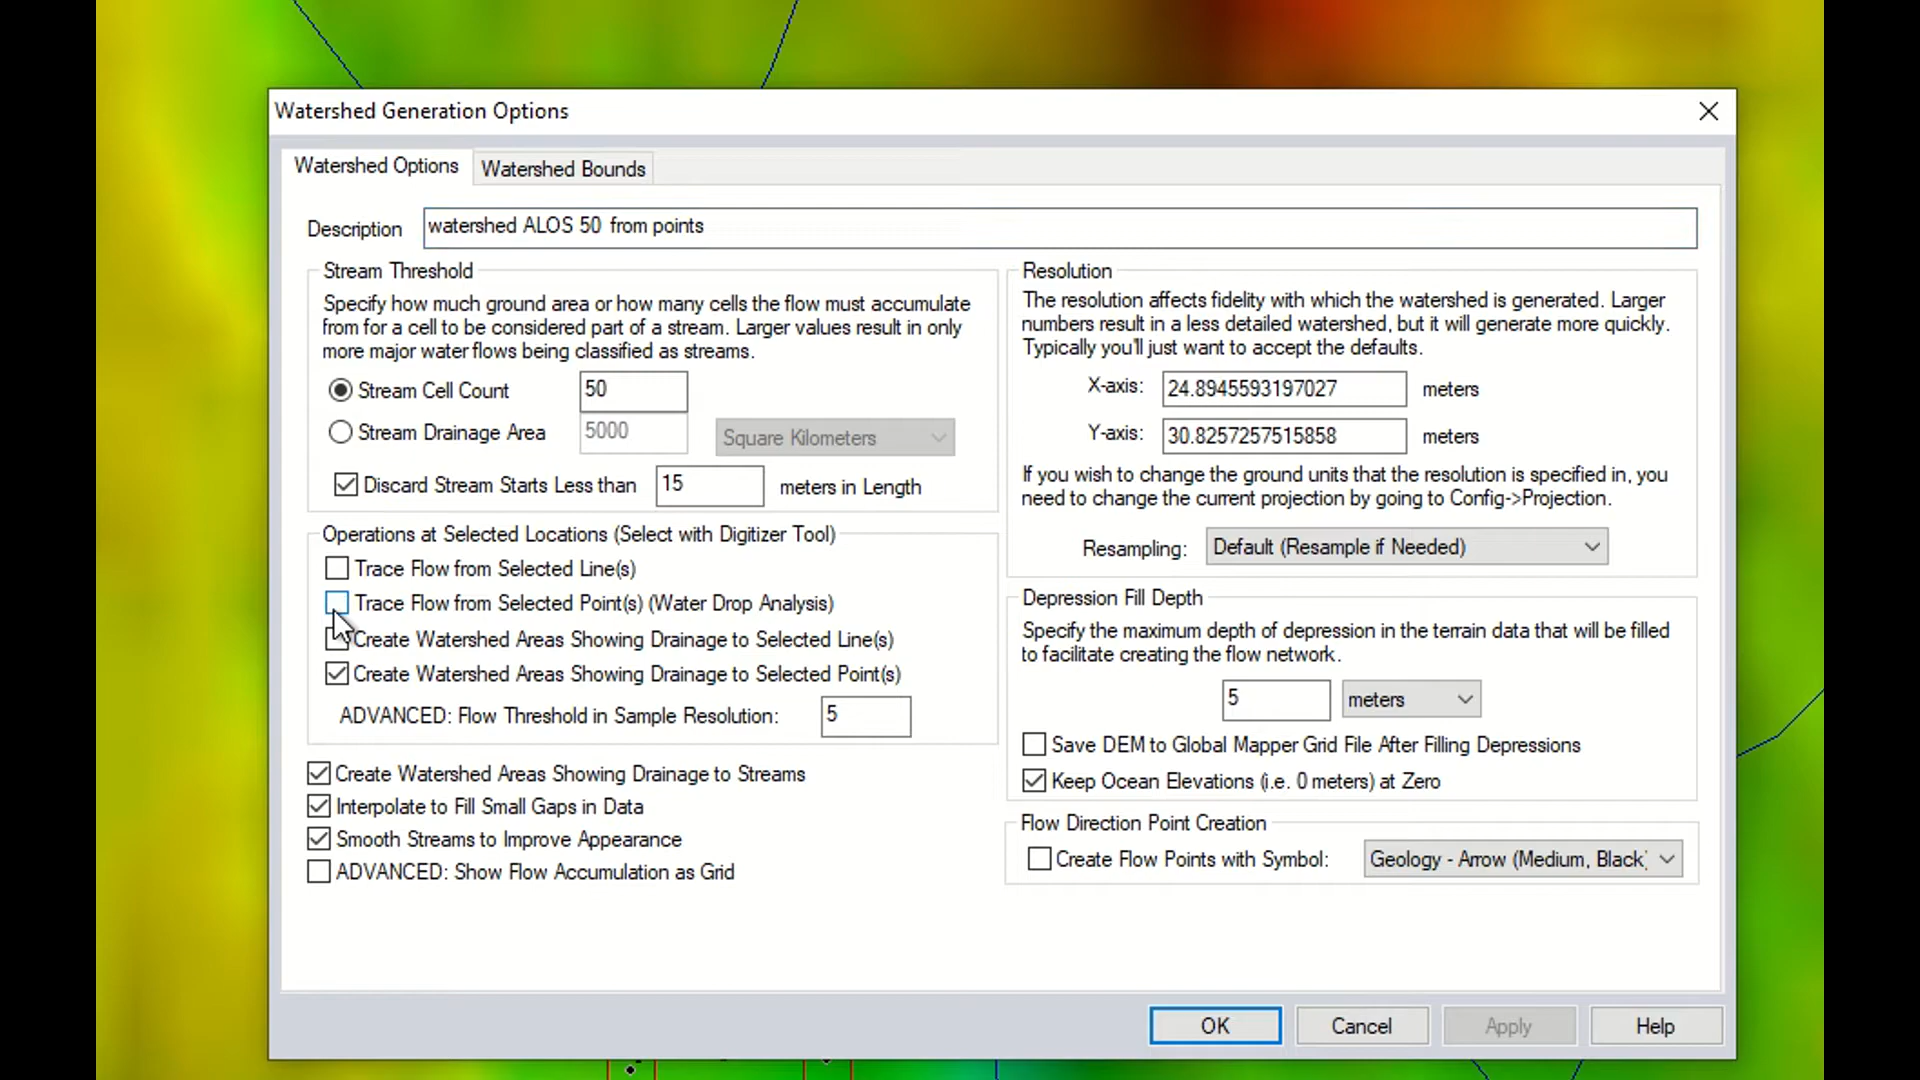 Watershed Generation Options
Watershed Options
Watershed Bounds
Description
watershed ALOS 50 from points
Stream Threshold
Specify how much ground area or how many cells the flow must accumulate
from for a cell to be considered part of a stream. Larger values result in only
more major water flows being classified as streams.
Stream Cell Count
50
Stream Drainage Area
5000
Square Kilometers
Discard Stream Starts Less than
15
meters in Length
Operations at Selected Locations (Select with Digitizer Tool)
Trace Flow from Selected Line(s)
Trace Flow from Selected Point(s) (Water Drop Analysis)
Create Watershed Areas Showing Drainage to Selected Line(s)
Create Watershed Areas Showing Drainage to Selected Point(s)
ADVANCED: Flow Threshold in Sample Resolution:
5
Create Watershed Areas Showing Drainage to Streams
Interpolate to Fill Small Gaps in Data
Smooth Streams to Improve Appearance
ADVANCED: Show Flow Accumulation as Grid
Resolution
The resolution affects fidelity with which the watershed is generated. Larger
numbers result in a less detailed watershed, but it will generate more quickly.
Typically you'll just want to accept the defaults.
X-axis:
24.8945593197027
meters
Y-axis:
30.8257257515858
meters
If you wish to change the ground units that the resolution is specified in, you
need to change the current projection by going to Config->Projection.
Resampling:
Default (Resample if Needed)
Depression Fill Depth
Specify the maximum depth of depression in the terrain data that will be filled
to facilitate creating the flow network.
5
meters
Save DEM to Global Mapper Grid File After Filling Depressions
Keep Ocean Elevations (i.e. 0 meters) at Zero
Flow Direction Point Creation
Create Flow Points with Symbol:
Geology - Arrow (Medium, Black)
OK
Cancel
Apply
Help